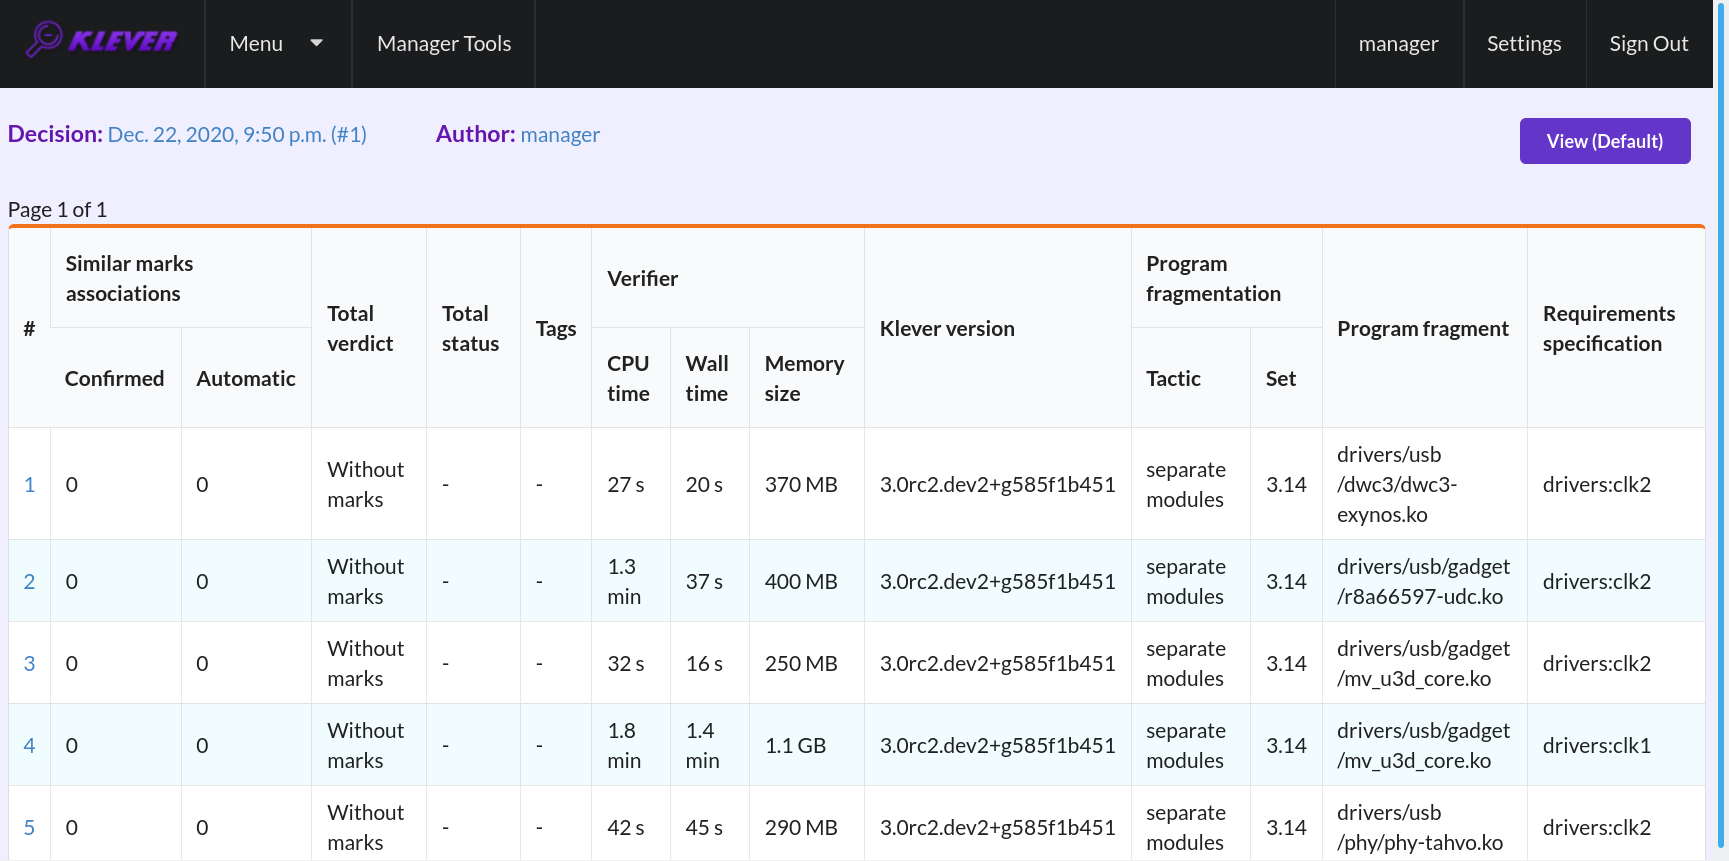 KLEVER Menu Manager Tools manager Settings Sign Out
Decision: Dec. 22, 2020, 9:50 p.m. (#1) Author: manager View (Default)
Page 1 of 1
# Similar marks associations Total verdict Total status Tags Verifier Klever version Program fragmentation Program fragment Requirements specification
Confirmed Automatic CPU time Wall time Memory size Tactic Set
1 0 0 Without marks - - 27 s 20 s 370 MB 3.0rc2.dev2+g585f1b451 separate modules 3.14 drivers/usb/dwc3/dwc3-exynos.ko drivers:clk2
2 0 0 Without marks - - 1.3 min 37 s 400 MB 3.0rc2.dev2+g585f1b451 separate modules 3.14 drivers/usb/gadget/r8a66597-udc.ko drivers:clk2
3 0 0 Without marks - - 32 s 16 s 250 MB 3.0rc2.dev2+g585f1b451 separate modules 3.14 drivers/usb/gadget/mv_u3d_core.ko drivers:clk2
4 0 0 Without marks - - 1.8 min 1.4 min 1.1 GB 3.0rc2.dev2+g585f1b451 separate modules 3.14 drivers/usb/gadget/mv_u3d_core.ko drivers:clk1
5 0 0 Without marks - - 42 s 45 s 290 MB 3.0rc2.dev2+g585f1b451 separate modules 3.14 drivers/usb/phy/phy-tahvo.ko drivers:clk2